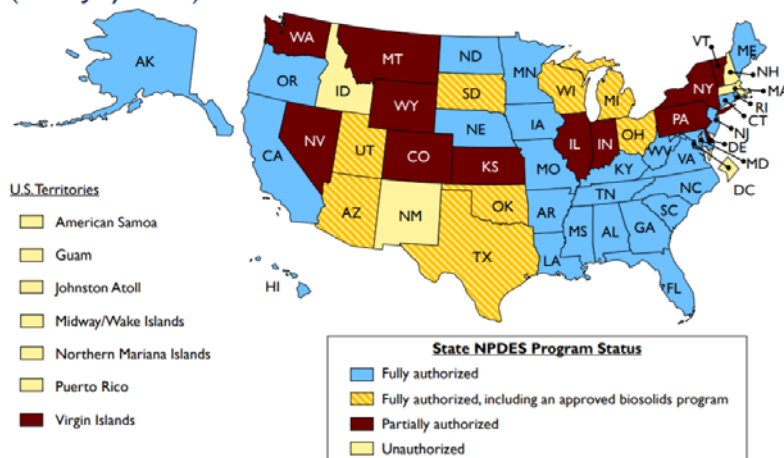 AK
WA
OR
CA
NV
ID
MT
WY
UT
AZ
CO
NM
ND
SD
NE
KS
OK
TX
MN
IA
MO
AR
LA
WI
IL
MI
IN
OH
KY
TN
MS
AL
GA
FL
SC
NC
VA
WV
PA
NY
VT
ME
NH
MA
RI
CT
NJ
DE
MD
DC
HI
U.S. Territories
American Samoa
Guam
Johnston Atoll
Midway/Wake Islands
Northern Mariana Islands
Puerto Rico
Virgin Islands
State NPDES Program Status
Fully authorized
Fully authorized, including an approved biosolids program
Partially authorized
Unauthorized